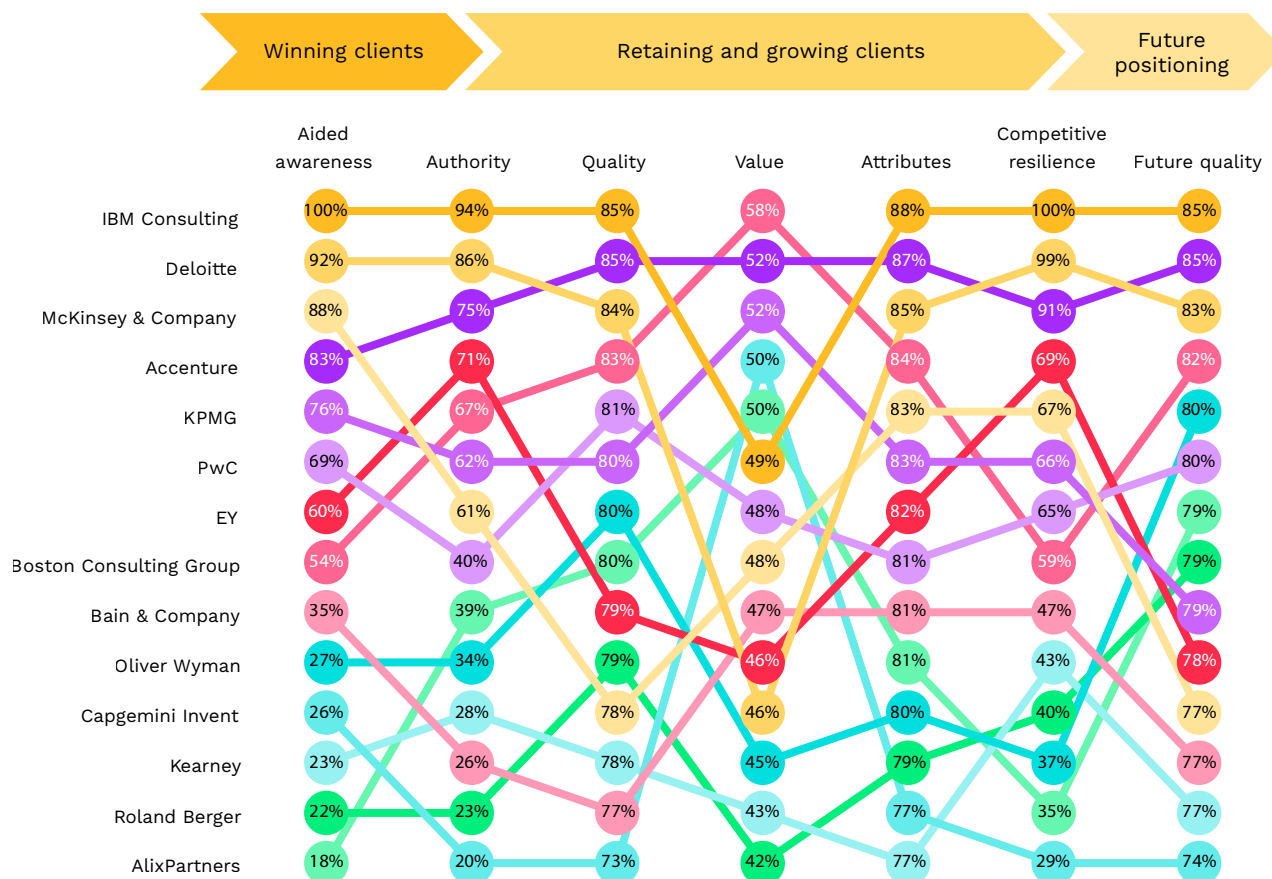 Winning clients
Retaining and growing clients
Future
positioning
Aided
awareness
Authority
Quality
Value
Attributes
Competitive
resilience
Future quality
IBM Consulting 100% 94% 85% 58% 88% 100% 85%
Deloitte 92% 86% 85% 52% 87% 99% 85%
McKinsey & Company 88% 75% 84% 52% 85% 91% 83%
Accenture 83% 71% 83% 50% 84% 69% 82%
KPMG 76% 67% 81% 50% 83% 67% 80%
PwC 69% 62% 80% 49% 83% 66% 80%
EY 60% 61% 80% 48% 82% 65% 79%
Boston Consulting Group 54% 40% 80% 48% 81% 59% 79%
Bain & Company 35% 39% 79% 47% 81% 47% 79%
Oliver Wyman 27% 34% 79% 46% 81% 43% 78%
Capgemini Invent 26% 28% 78% 46% 80% 40% 77%
Kearney 23% 26% 78% 45% 79% 37% 77%
Roland Berger 22% 23% 77% 43% 77% 35% 77%
AlixPartners 18% 20% 73% 42% 77% 29% 74%